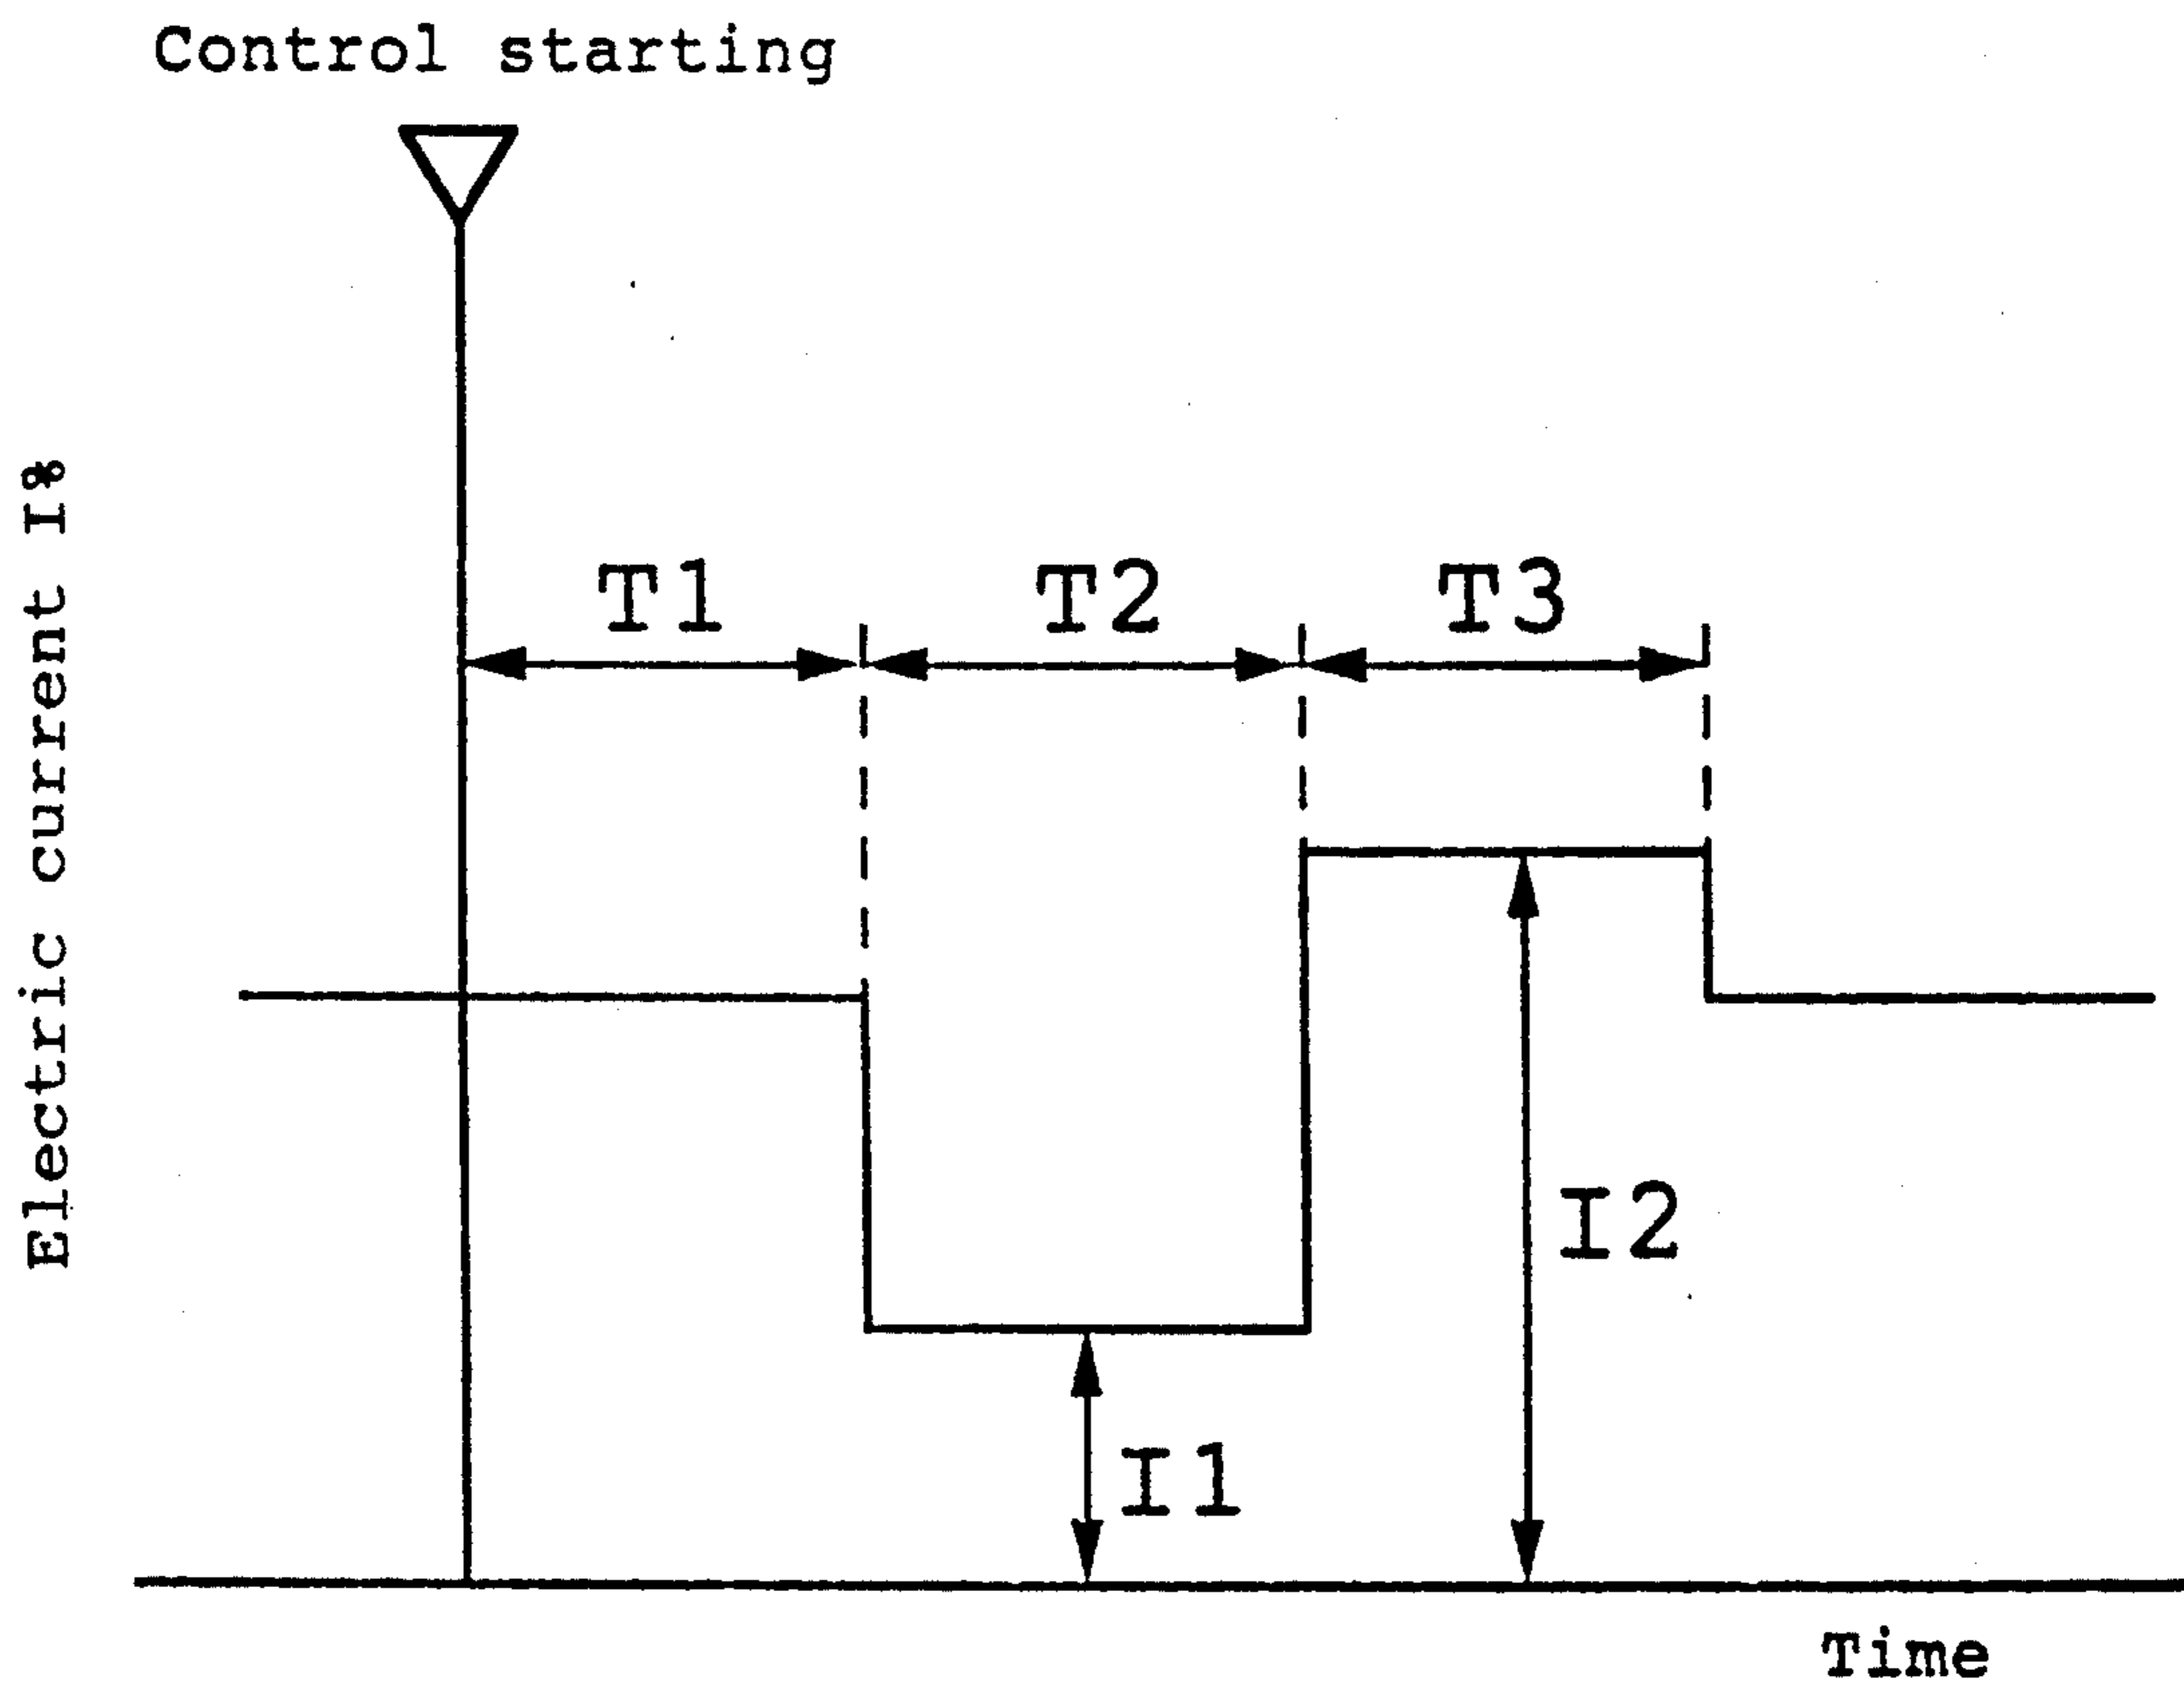 Control starting
Electric current I%
T1
T2
T3
I2
I1
Time